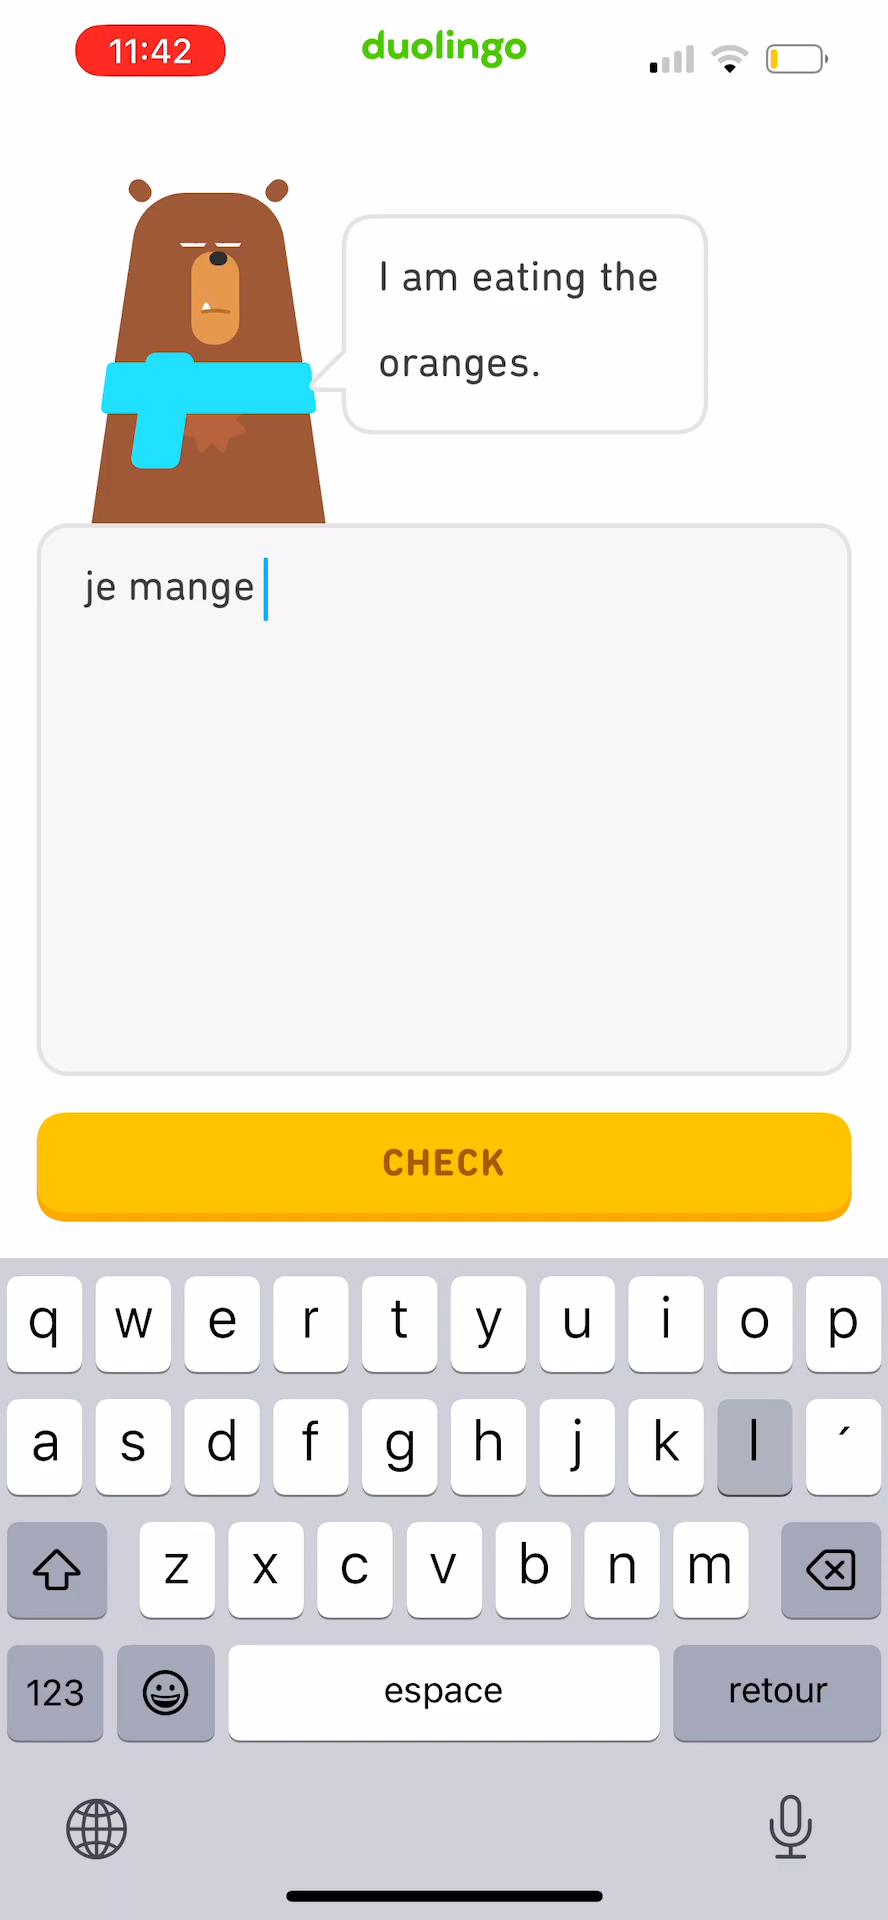 11:42
duolingo
I am eating the
oranges.
je mange
CHECK
q w e r t y u i o p
a s d f g h j k l ´
z x c v b n m
123 espace retour